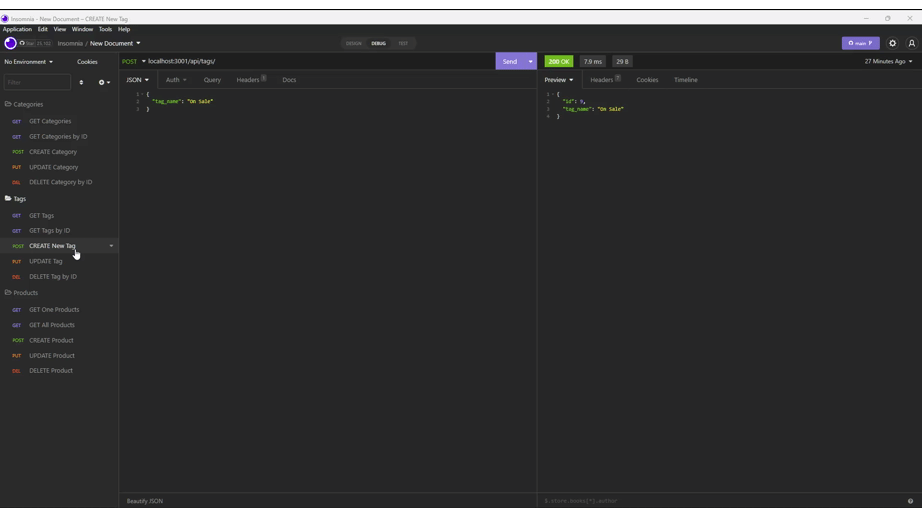 Insomnia - New Document – CREATE New Tag
Application Edit View Window Tools Help
Insomnia / New Document
DESIGN DEBUG TEST
main
No Environment Cookies
POST localhost:3001/api/tags/ Send
200 OK 7.9 ms 29 B 27 Minutes Ago
Filter
JSON Auth Query Headers 1 Docs
Preview Headers 7 Cookies Timeline
1 {
2 "tag_name": "On Sale"
3 }
1 {
2 "id": 9,
3 "tag_name": "On Sale"
4 }
Categories
GET GET Categories
GET GET Categories by ID
POST CREATE Category
PUT UPDATE Category
DEL DELETE Category by ID
Tags
GET GET Tags
GET GET Tags by ID
POST CREATE New Tag
PUT UPDATE Tag
DEL DELETE Tag by ID
Products
GET GET One Products
GET GET All Products
POST CREATE Product
PUT UPDATE Product
DEL DELETE Product
Beautify JSON
$.store.books[*].author